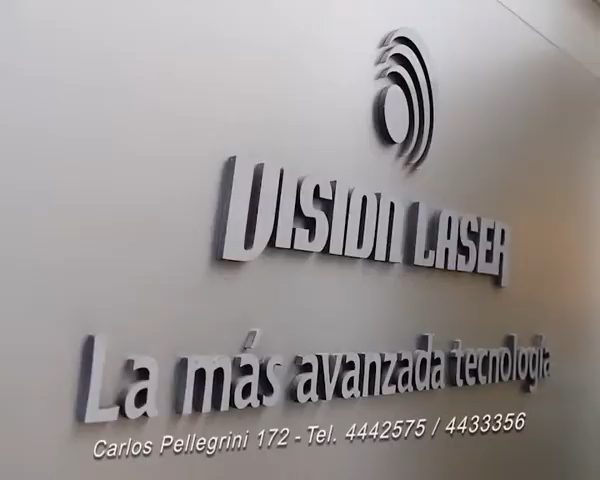 VISION LASER
La más avanzada tecnología
Carlos Pellegrini 172 - Tel. 4442575 / 4433356